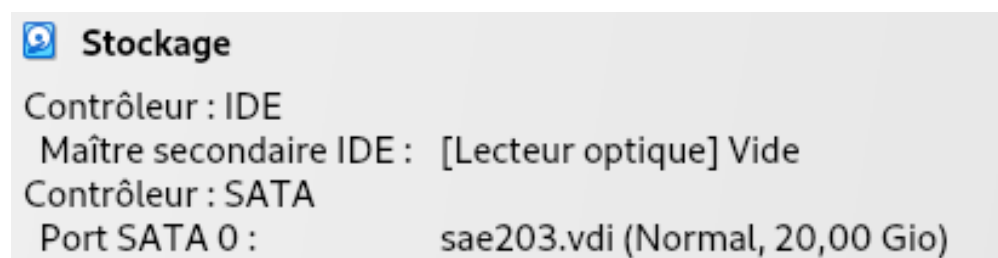 Stockage
Contrôleur : IDE
Maître secondaire IDE : [Lecteur optique] Vide
Contrôleur : SATA
Port SATA 0 : sae203.vdi (Normal, 20,00 Gio)